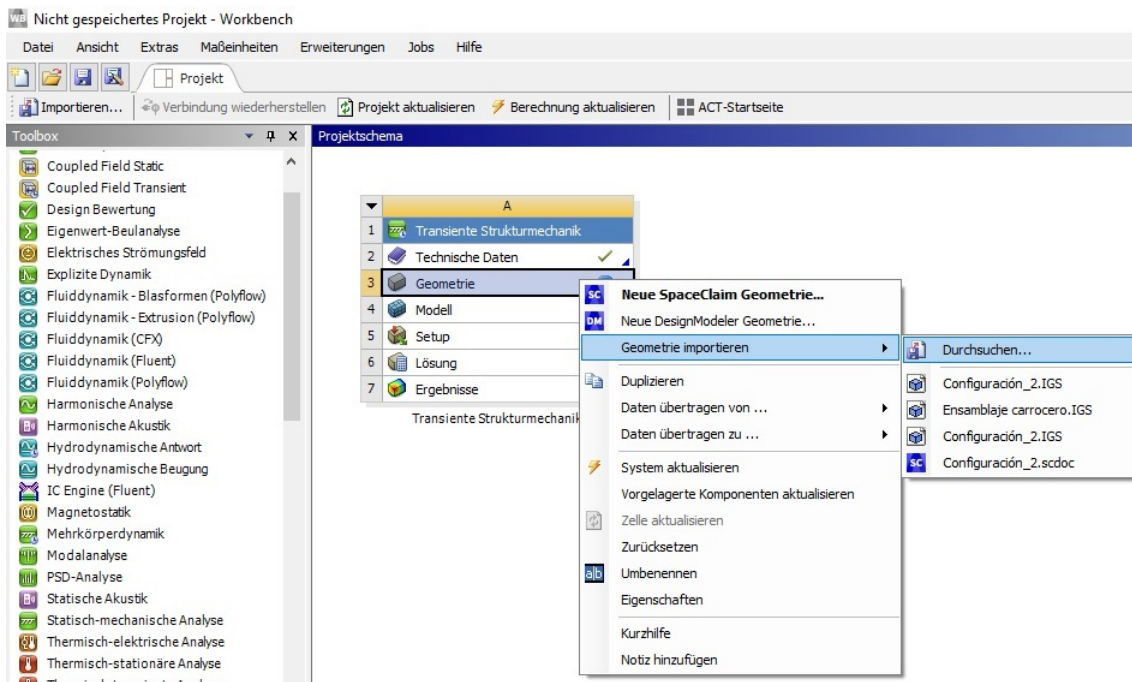 Nicht gespeichertes Projekt - Workbench
Datei Ansicht Extras Maßeinheiten Erweiterungen Jobs Hilfe
Projekt
Importieren... Verbindung wiederherstellen Projekt aktualisieren Berechnung aktualisieren ACT-Startseite
Toolbox
Coupled Field Static
Coupled Field Transient
Design Bewertung
Eigenwert-Beulanalyse
Elektrisches Strömungsfeld
Explizite Dynamik
Fluiddynamik - Blasformen (Polyflow)
Fluiddynamik - Extrusion (Polyflow)
Fluiddynamik (CFX)
Fluiddynamik (Fluent)
Fluiddynamik (Polyflow)
Harmonische Analyse
Harmonische Akustik
Hydrodynamische Antwort
Hydrodynamische Beugung
IC Engine (Fluent)
Magnetostatik
Mehrkörperdynamik
Modalanalyse
PSD-Analyse
Statische Akustik
Statisch-mechanische Analyse
Thermisch-elektrische Analyse
Thermisch-stationäre Analyse
Projektschema
A
1 Transiente Strukturmechanik
2 Technische Daten
3 Geometrie
4 Modell
5 Setup
6 Lösung
7 Ergebnisse
Transiente Strukturmechanik
SC Neue SpaceClaim Geometrie...
DM Neue DesignModeler Geometrie...
Geometrie importieren
Duplizieren
Daten übertragen von ...
Daten übertragen zu ...
System aktualisieren
Vorgelagerte Komponenten aktualisieren
Zelle aktualisieren
Zurücksetzen
a|b Umbenennen
Eigenschaften
Kurzhilfe
Notiz hinzufügen
Durchsuchen...
Configuración_2.IGS
Ensamblaje carrocero.IGS
Configuración_2.IGS
SC Configuración_2.scdoc